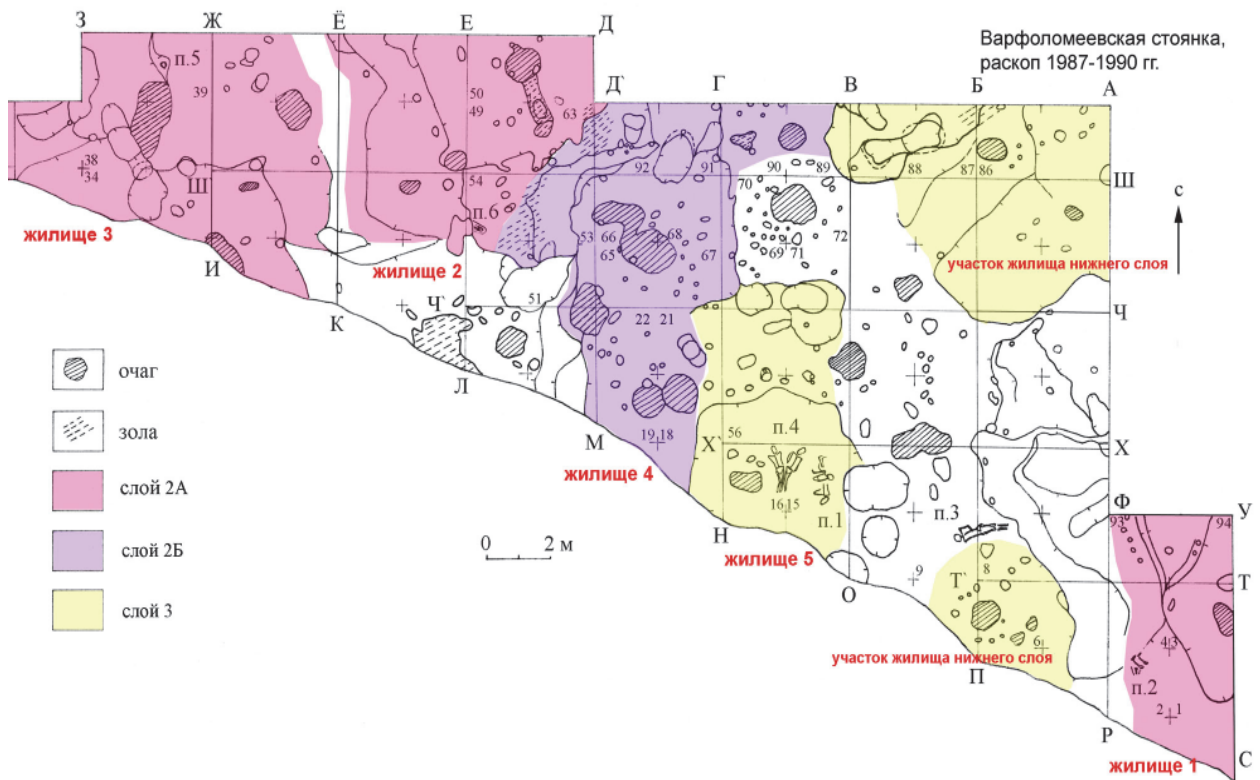 Варфоломеевская стоянка,
раскоп 1987-1990 гг.
З Ж Ё Е Д
Д` Г В Б А
п.5
39
50
49
63
38
34
Ш`
54
п.6
92 91 90 89 88 87 86
Ш
с
70
53 66 68
65 67 69 71
72
жилище 3
И
жилище 2
участок жилища нижнего слоя
К
Ч`
51
22 21
Ч
Л
очаг
зола
слой 2А
слой 2Б
слой 3
М
19 18
Х`
56
п.4
Х
жилище 4
16 15
п.1
п.3
Ф У
93 94
0 2 м
Н
жилище 5
О
9
Т`
8
Т
6
4 3
участок жилища нижнего слоя
П
п.2
2 1
Р
жилище 1
С